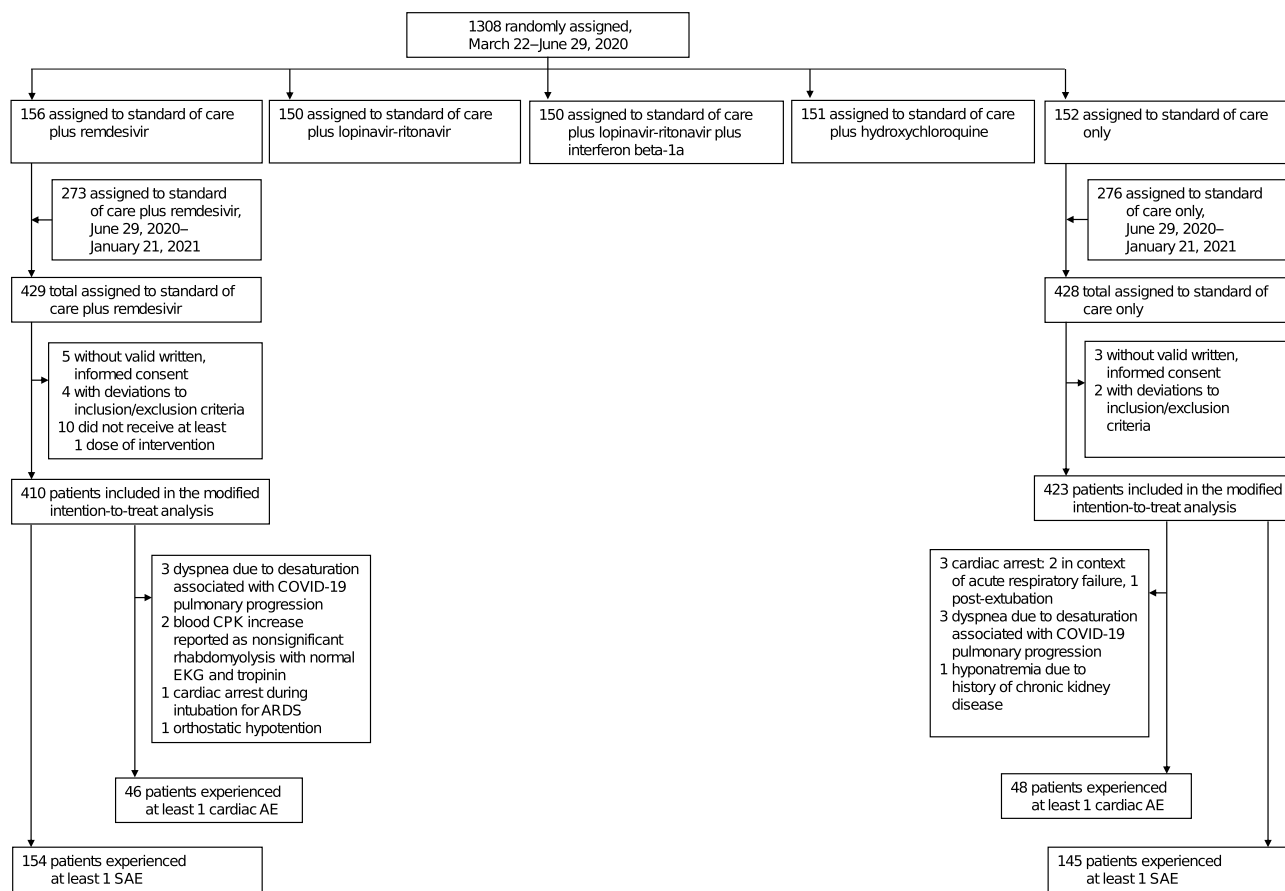 1308 randomly assigned,
March 22–June 29, 2020
156 assigned to standard of care
plus remdesivir
150 assigned to standard of care
plus lopinavir-ritonavir
150 assigned to standard of care
plus lopinavir-ritonavir plus
interferon beta-1a
151 assigned to standard of care
plus hydroxychloroquine
152 assigned to standard of care
only
273 assigned to standard
of care plus remdesivir,
June 29, 2020–
January 21, 2021
276 assigned to standard
of care only,
June 29, 2020–
January 21, 2021
429 total assigned to standard of
care plus remdesivir
428 total assigned to standard of
care only
5 without valid written,
informed consent
4 with deviations to
inclusion/exclusion criteria
10 did not receive at least
1 dose of intervention
3 without valid written,
informed consent
2 with deviations to
inclusion/exclusion
criteria
410 patients included in the modified
intention-to-treat analysis
423 patients included in the modified
intention-to-treat analysis
3 dyspnea due to desaturation
associated with COVID-19
pulmonary progression
2 blood CPK increase
reported as nonsignificant
rhabdomyolysis with normal
EKG and tropinin
1 cardiac arrest during
intubation for ARDS
1 orthostatic hypotention
3 cardiac arrest: 2 in context
of acute respiratory failure, 1
post-extubation
3 dyspnea due to desaturation
associated with COVID-19
pulmonary progression
1 hyponatremia due to
history of chronic kidney
disease
46 patients experienced
at least 1 cardiac AE
48 patients experienced
at least 1 cardiac AE
154 patients experienced
at least 1 SAE
145 patients experienced
at least 1 SAE